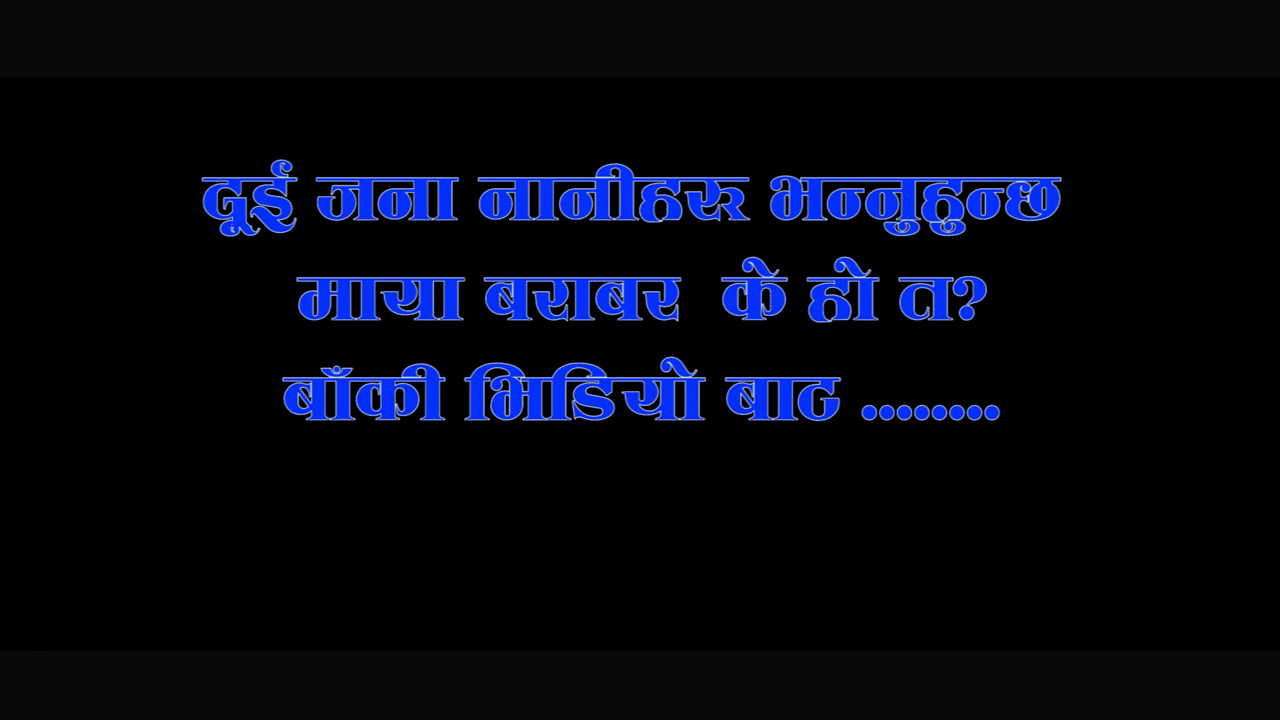 दूईं जना नानीहरु भन्नुहुन्छ
माया बराबर के हो त?
बाँकी भिडियो बाट ........